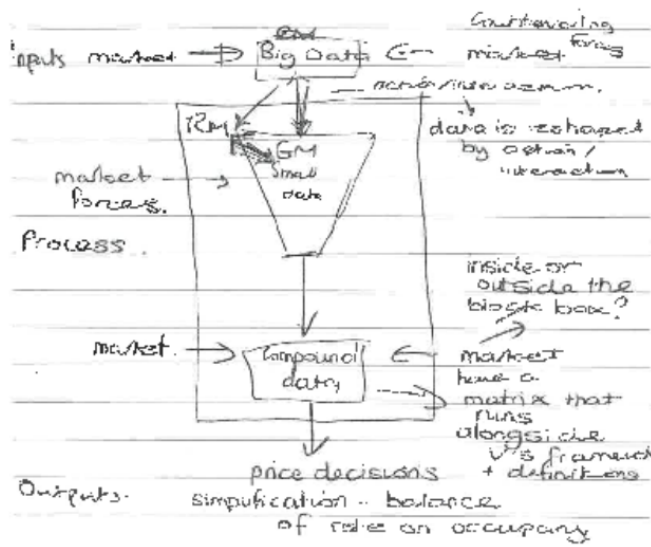 Countervailing
Inputs market Big Data market forces
action/interaction.
RM
GM
Small
data
data is reshaped
by action/
interaction
market
forces.
Process.
inside or
outside the
black box?
market. Compound
data
market
have a
matrix that
runs
alongside
V's framework
+ definitions
price decisions
Outputs. simplification .. balance
of rate on occupancy